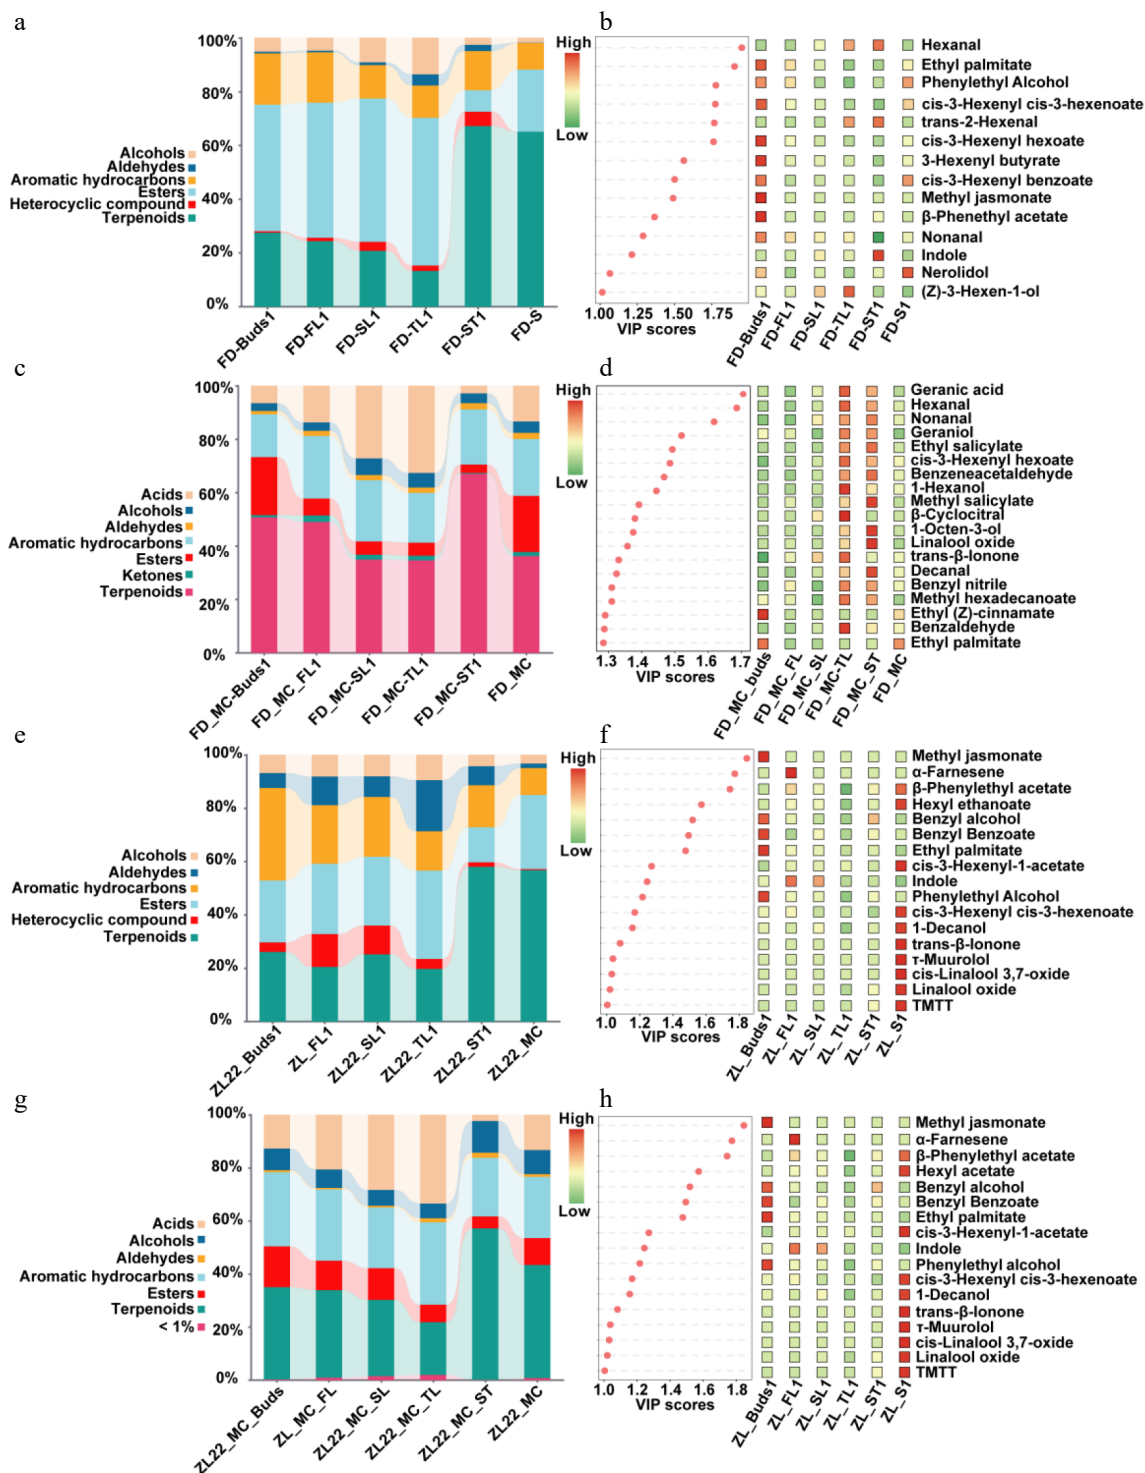 a
100%
80%
60%
40%
20%
0%
Alcohols
Aldehydes
Aromatic hydrocarbons
Esters
Heterocyclic compound
Terpenoids
FD-Buds1
FD-FL1
FD-SL1
FD-TL1
FD-ST1
FD-S
b
High
Low
Hexanal
Ethyl palmitate
Phenylethyl Alcohol
cis-3-Hexenyl cis-3-hexenoate
trans-2-Hexenal
cis-3-Hexenyl hexoate
3-Hexenyl butyrate
cis-3-Hexenyl benzoate
Methyl jasmonate
β-Phenethyl acetate
Nonanal
Indole
Nerolidol
(Z)-3-Hexen-1-ol
1.00 1.25 1.50 1.75
VIP scores
FD-Buds1
FD-FL1
FD-SL1
FD-TL1
FD-ST1
FD-S1
c
100%
80%
60%
40%
20%
0%
Acids
Alcohols
Aldehydes
Aromatic hydrocarbons
Esters
Ketones
Terpenoids
FD_MC-Buds1
FD_MC_FL1
FD_MC-SL1
FD_MC-TL1
FD_MC-ST1
FD_MC
d
High
Low
Geranic acid
Hexanal
Nonanal
Geraniol
Ethyl salicylate
cis-3-Hexenyl hexoate
Benzeneacetaldehyde
1-Hexanol
Methyl salicylate
β-Cyclocitral
1-Octen-3-ol
Linalool oxide
trans-β-Ionone
Decanal
Benzyl nitrile
Methyl hexadecanoate
Ethyl (Z)-cinnamate
Benzaldehyde
Ethyl palmitate
1.3 1.4 1.5 1.6 1.7
VIP scores
FD_MC_buds
FD_MC_FL
FD_MC_SL
FD_MC-TL
FD_MC_ST
FD_MC
e
100%
80%
60%
40%
20%
0%
Alcohols
Aldehydes
Aromatic hydrocarbons
Esters
Heterocyclic compound
Terpenoids
ZL22_Buds1
ZL_FL1
ZL22_SL1
ZL22_TL1
ZL22_ST1
ZL22_MC
f
High
Low
Methyl jasmonate
α-Farnesene
β-Phenylethyl acetate
Hexyl ethanoate
Benzyl alcohol
Benzyl Benzoate
Ethyl palmitate
cis-3-Hexenyl-1-acetate
Indole
Phenylethyl Alcohol
cis-3-Hexenyl cis-3-hexenoate
1-Decanol
trans-β-Ionone
τ-Muurolol
cis-Linalool 3,7-oxide
Linalool oxide
TMTT
1.0 1.2 1.4 1.6 1.8
VIP scores
ZL_Buds1
ZL_FL1
ZL_SL1
ZL_TL1
ZL_ST1
ZL_S1
g
100%
80%
60%
40%
20%
0%
Acids
Alcohols
Aldehydes
Aromatic hydrocarbons
Esters
Terpenoids
< 1%
ZL22_MC_Buds
ZL_MC_FL
ZL22_MC_SL
ZL22_MC_TL
ZL22_MC_ST
ZL22_MC
h
High
Low
Methyl jasmonate
α-Farnesene
β-Phenylethyl acetate
Hexyl acetate
Benzyl alcohol
Benzyl Benzoate
Ethyl palmitate
cis-3-Hexenyl-1-acetate
Indole
Phenylethyl alcohol
cis-3-Hexenyl cis-3-hexenoate
1-Decanol
trans-β-Ionone
τ-Muurolol
cis-Linalool 3,7-oxide
Linalool oxide
TMTT
1.0 1.2 1.4 1.6 1.8
VIP scores
ZL_Buds1
ZL_FL1
ZL_SL1
ZL_TL1
ZL_ST1
ZL_S1